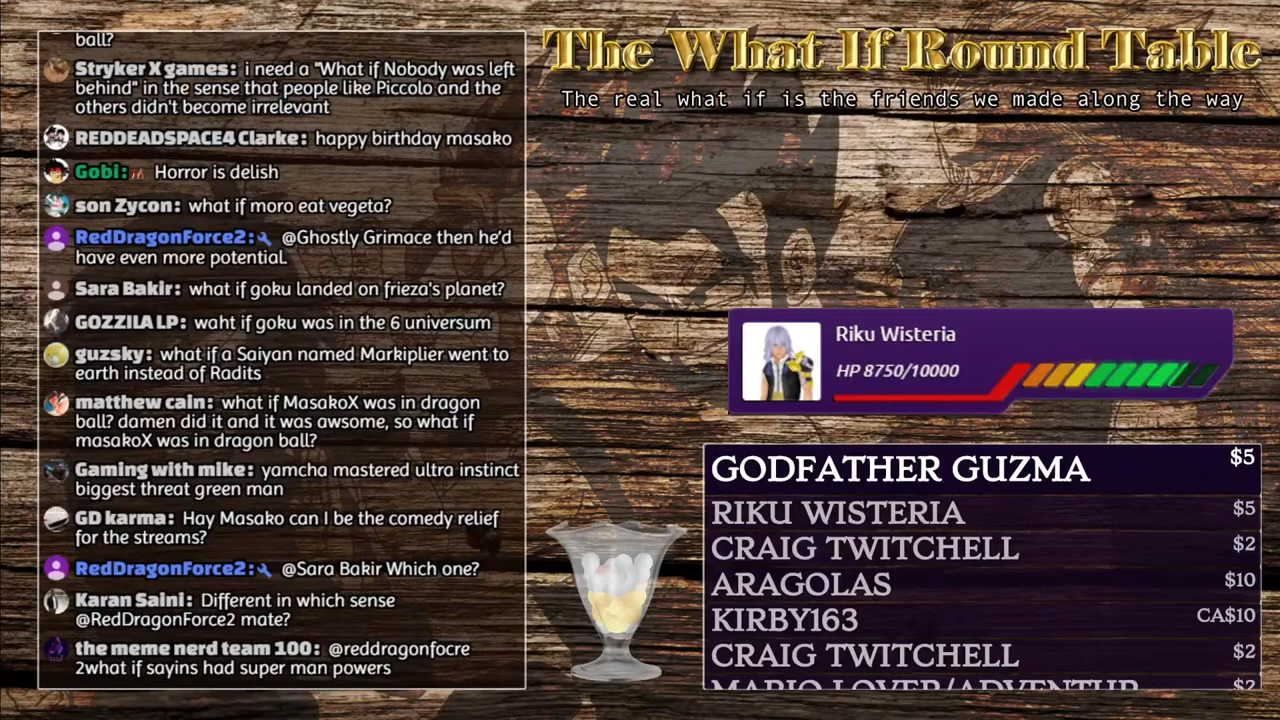 ball?
Stryker X games: i need a "What if Nobody was left
behind" in the sense that people like Piccolo and the
others didn't become irrelevant
REDDEADSPACE4 Clarke: happy birthday masako
Gobi: Horror is delish
son Zycon: what if moro eat vegeta?
RedDragonForce2: @Ghostly Grimace then he'd
have even more potential.
Sara Bakir: what if goku landed on frieza's planet?
GOZZILA LP: waht if goku was in the 6 universum
guzsky: what if a Saiyan named Markiplier went to
earth instead of Radits
matthew cain: what if MasakoX was in dragon
ball? damen did it and it was awsome, so what if
masakoX was in dragon ball?
Gaming with mike: yamcha mastered ultra instinct
biggest threat green man
GD karma: Hay Masako can I be the comedy relief
for the streams?
RedDragonForce2: @Sara Bakir Which one?
Karan Saini: Different in which sense
@RedDragonForce2 mate?
the meme nerd team 100: @reddragonfocre
2what if sayins had super man powers
The What If Round Table
The real what if is the friends we made along the way
Riku Wisteria
HP 8750/10000
GODFATHER GUZMA $5
RIKU WISTERIA $5
CRAIG TWITCHELL $2
ARAGOLAS $10
KIRBY163 CA$10
CRAIG TWITCHELL $2
MARIO LOVER/ADVENTUR $2